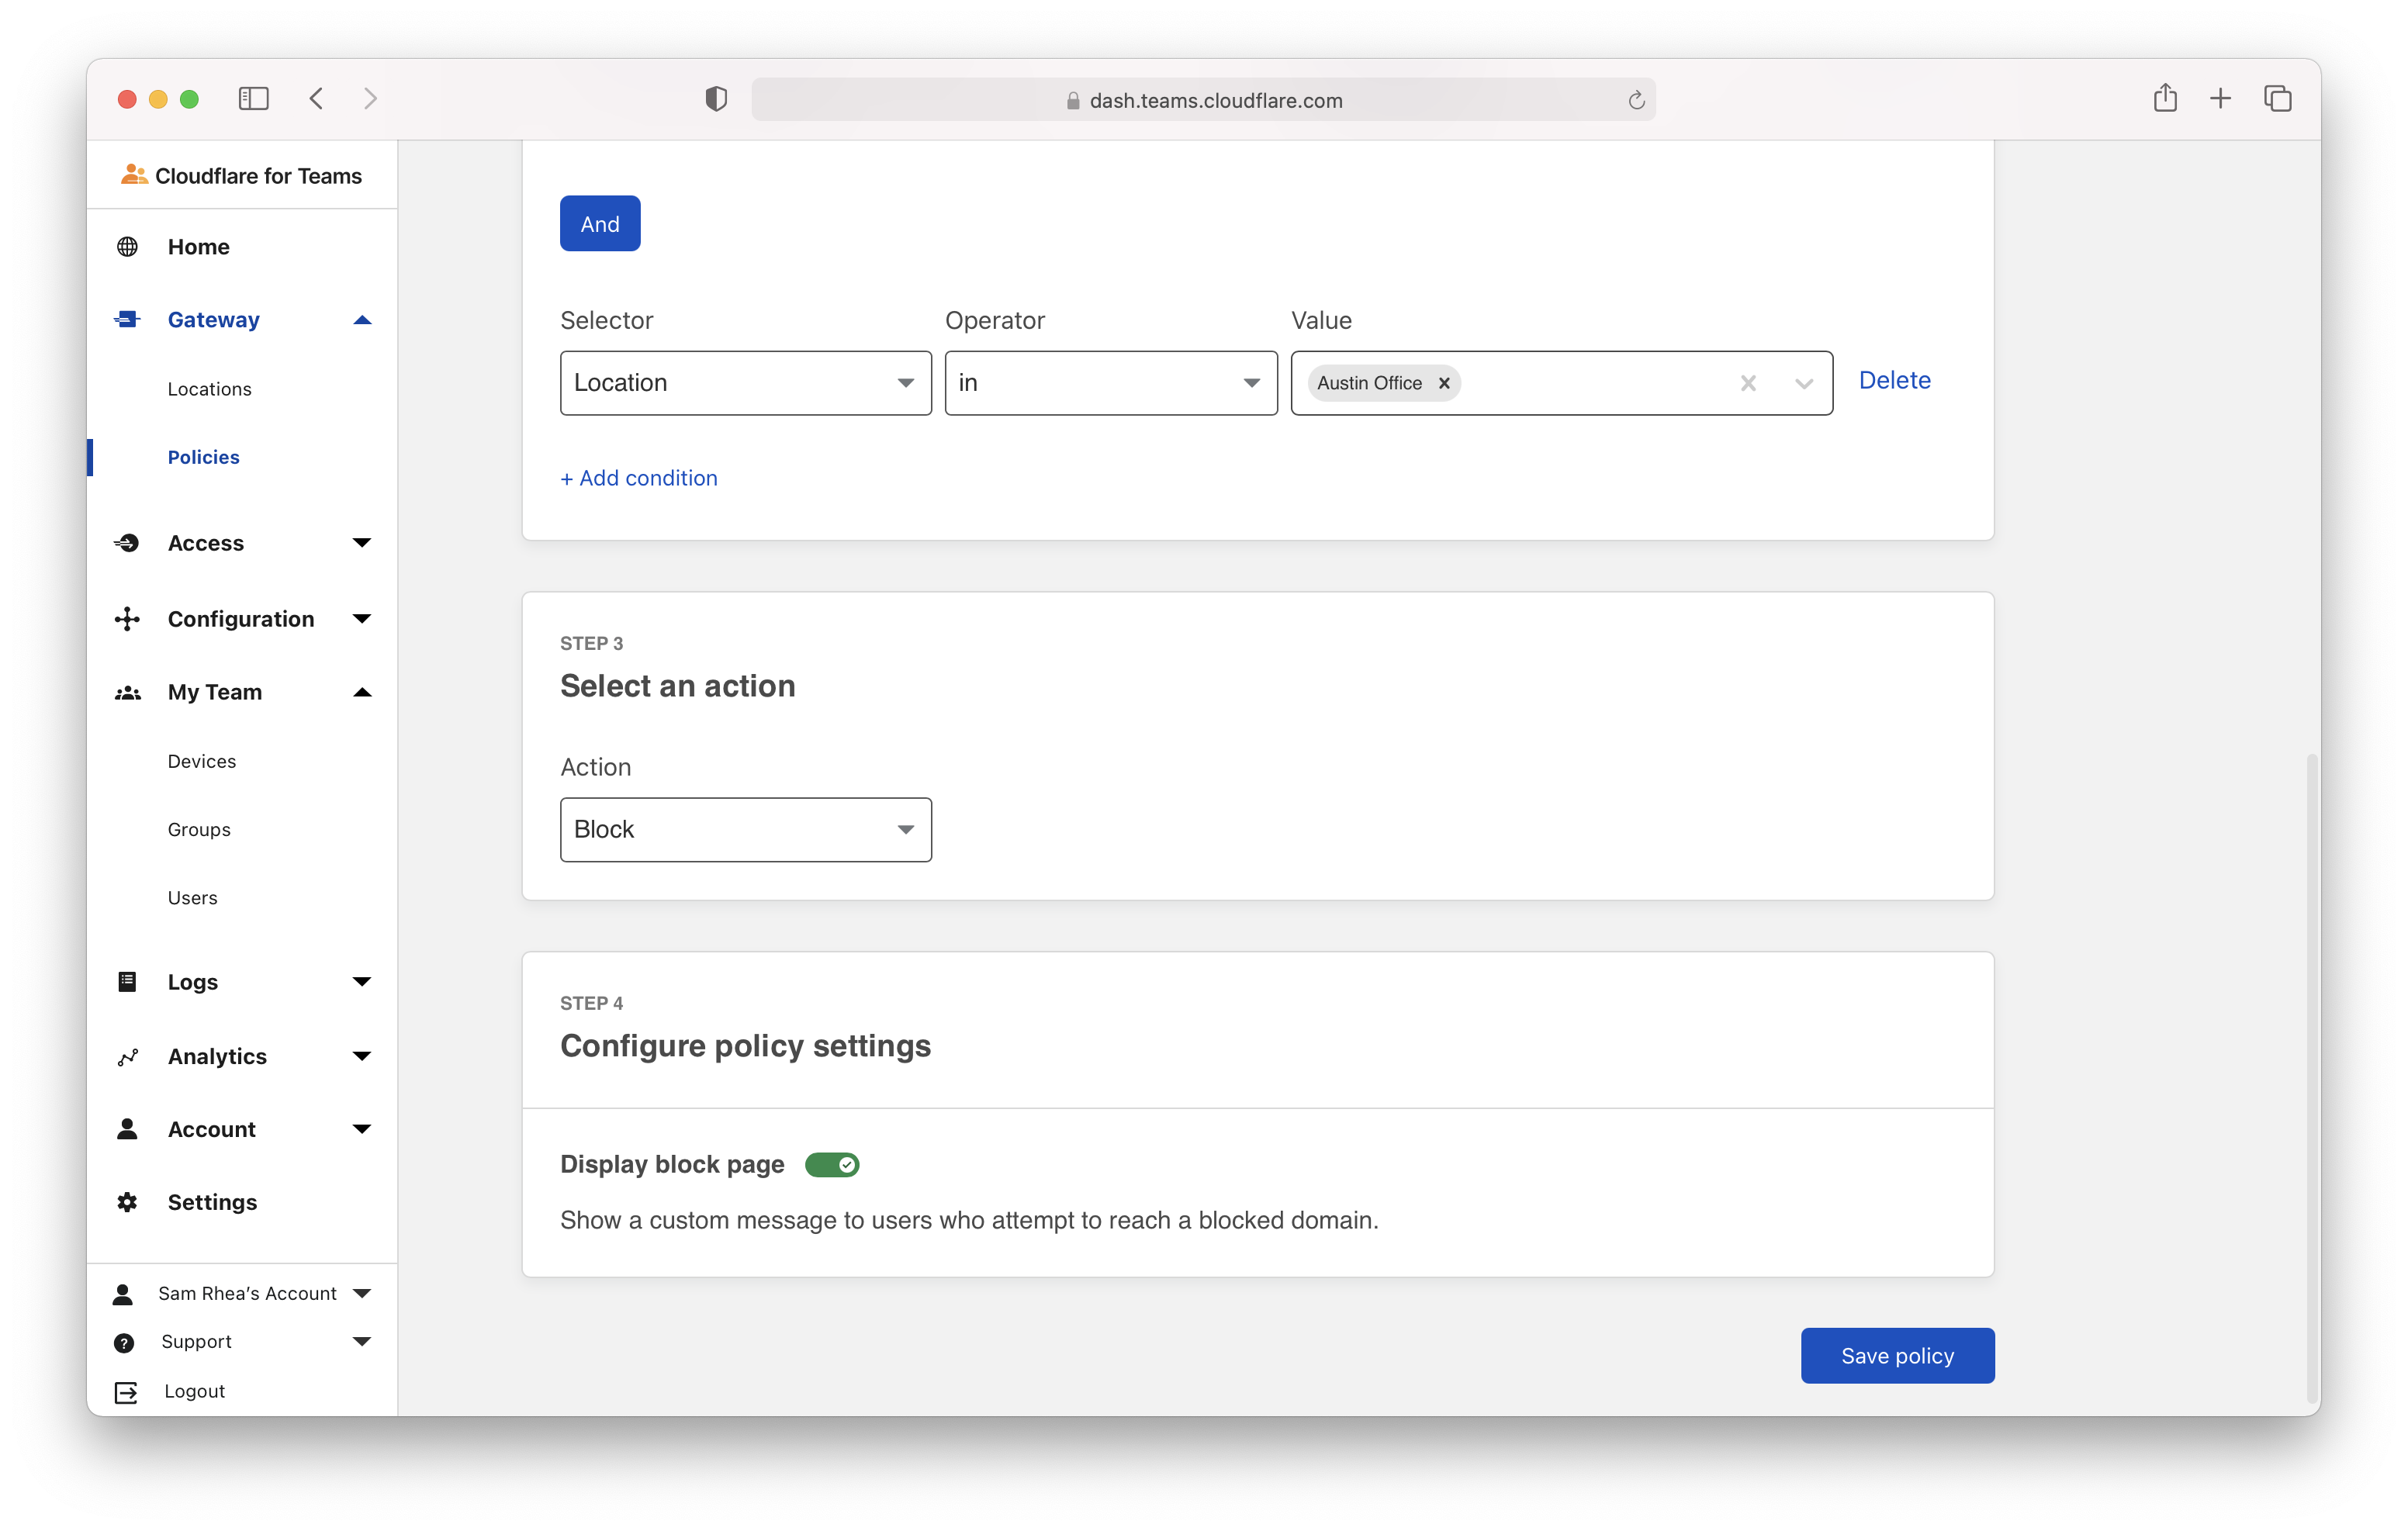 dash.teams.cloudflare.com
Cloudflare for Teams
Home
Gateway
Locations
Policies
Access
Configuration
My Team
Devices
Groups
Users
Logs
Analytics
Account
Settings
Sam Rhea's Account
Support
Logout
And
Selector Operator Value
Location in Austin Office Delete
+ Add condition
STEP 3
Select an action
Action
Block
STEP 4
Configure policy settings
Display block page
Show a custom message to users who attempt to reach a blocked domain.
Save policy